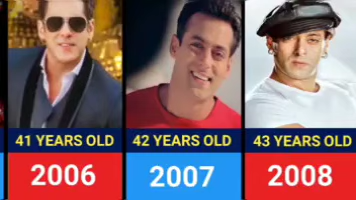 41 YEARS OLD
42 YEARS OLD
43 YEARS OLD
2006
2007
2008